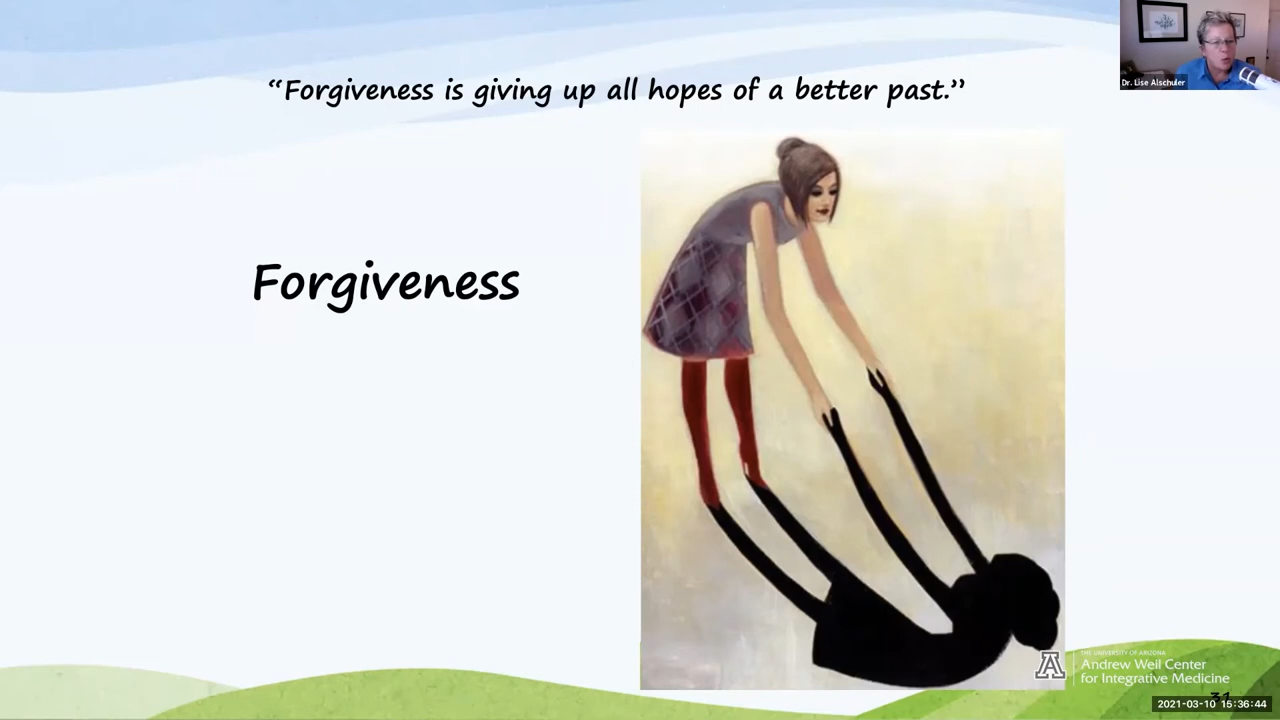 Dr. Lise Alschuler
“Forgiveness is giving up all hopes of a better past.”
Forgiveness
THE UNIVERSITY OF ARIZONA
Andrew Weil Center
for Integrative Medicine
31
2021-03-10 15:36:44